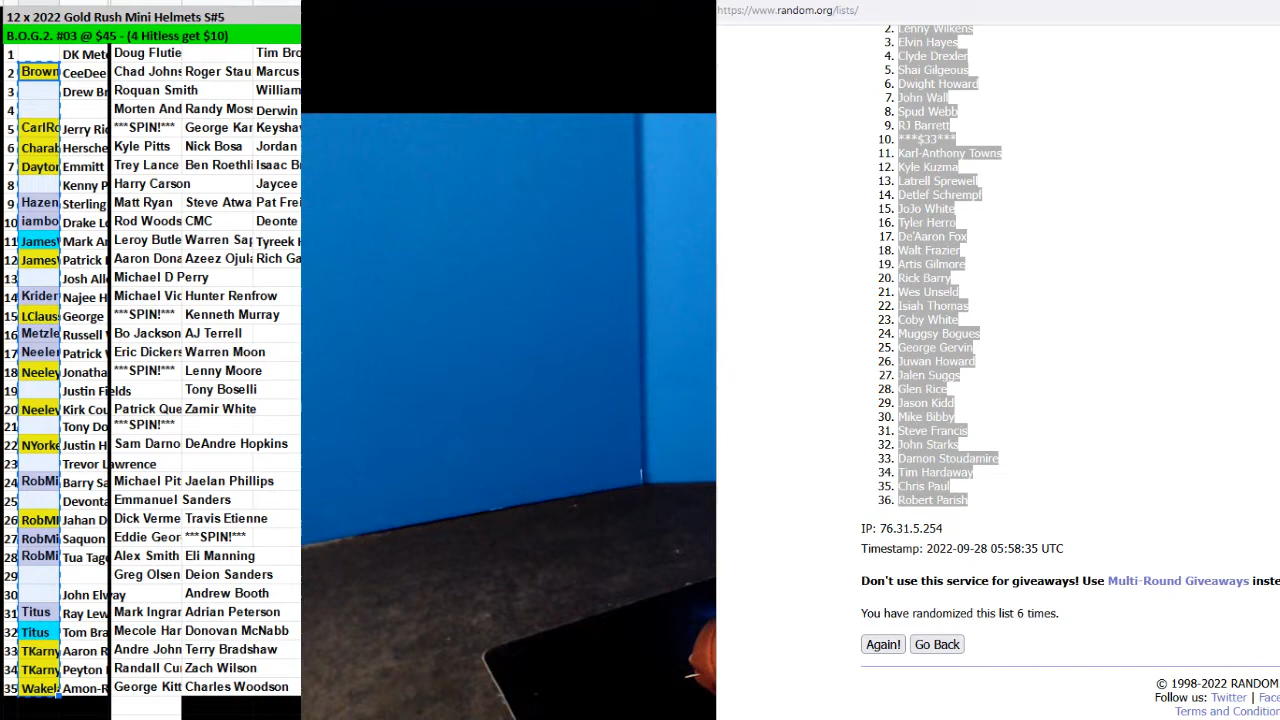 12 x 2022 Gold Rush Mini Helmets S#5
B.O.G.2. #03 @ $45 - (4 Hitless get $10)
1 DK Metc Doug Flutie Tim Bro
2 Brown CeeDee Chad Johns Roger Stau Marcus
3 Drew Br Roquan Smith William
4 Morten And Randy Mos Derwin
5 CarlRo Jerry Ric ***SPIN!*** George Kar Keysha
6 Charal Hersche Kyle Pitts Nick Bosa Jordan
7 Dayto Emmitt Trey Lance Ben Roethli Isaac B
8 Kenny P Harry Carson Jaycee
9 Hazen Sterling Matt Ryan Steve Atwa Pat Frei
10 iambo Drake Lo Rod Woods CMC Deonte
11 James Mark An Leroy Butle Warren Sap Tyreek H
12 James Patrick Aaron Dona Azeez Ojula Rich Ga
13 Josh Alle Michael D Perry
14 Krider Najee H Michael Vic Hunter Renfrow
15 LClaus George ***SPIN!*** Kenneth Murray
16 Metzle Russell Bo Jackson AJ Terrell
17 Neeler Patrick Eric Dickers Warren Moon
18 Neeley Jonatha ***SPIN!*** Lenny Moore
19 Justin Fields Tony Boselli
20 Neeley Kirk Cou Patrick Que Zamir White
21 Tony Do ***SPIN!***
22 NYorke Justin H Sam Darno DeAndre Hopkins
23 Trevor Lawrence
24 RobMi Barry Sa Michael Pit Jaelan Phillips
25 Devonta Emmanuel Sanders
26 RobMI Jahan D Dick Verme Travis Etienne
27 RobMi Saquon Eddie Geor ***SPIN!***
28 RobMi Tua Tage Alex Smith Eli Manning
29 Greg Olsen Deion Sanders
30 John Elway Andrew Booth
31 Titus Ray Lew Mark Ingrar Adrian Peterson
32 Titus Tom Bra Mecole Har Donovan McNabb
33 TKarny Aaron R Andre John Terry Bradshaw
34 TKarny Peyton Randall Cu Zach Wilson
35 Wakel Amon-R George Kitt Charles Woodson
https://www.random.org/lists/
2. Lenny Wilkens
3. Elvin Hayes
4. Clyde Drexler
5. Shai Gilgeous
6. Dwight Howard
7. John Wall
8. Spud Webb
9. RJ Barrett
10. ***$33***
11. Karl-Anthony Towns
12. Kyle Kuzma
13. Latrell Sprewell
14. Detlef Schrempf
15. JoJo White
16. Tyler Herro
17. De'Aaron Fox
18. Walt Frazier
19. Artis Gilmore
20. Rick Barry
21. Wes Unseld
22. Isiah Thomas
23. Coby White
24. Muggsy Bogues
25. George Gervin
26. Juwan Howard
27. Jalen Suggs
28. Glen Rice
29. Jason Kidd
30. Mike Bibby
31. Steve Francis
32. John Starks
33. Damon Stoudamire
34. Tim Hardaway
35. Chris Paul
36. Robert Parish
IP: 76.31.5.254
Timestamp: 2022-09-28 05:58:35 UTC
Don't use this service for giveaways! Use Multi-Round Giveaways inste
You have randomized this list 6 times.
Again! Go Back
© 1998-2022 RANDOM
Follow us: Twitter | Face
Terms and Condition